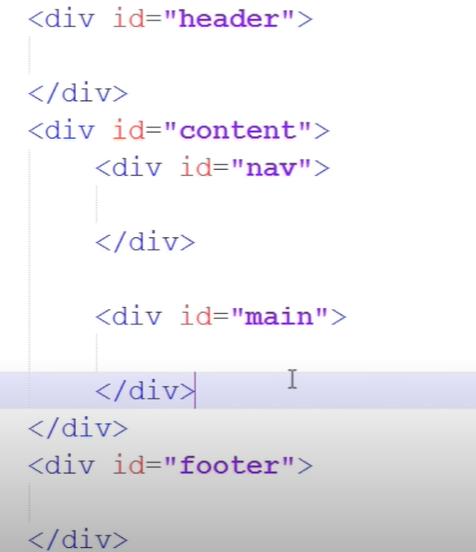 <div id="header">
</div>
<div id="content">
<div id="nav">
</div>
<div id="main">
</div>
</div>
<div id="footer">
</div>